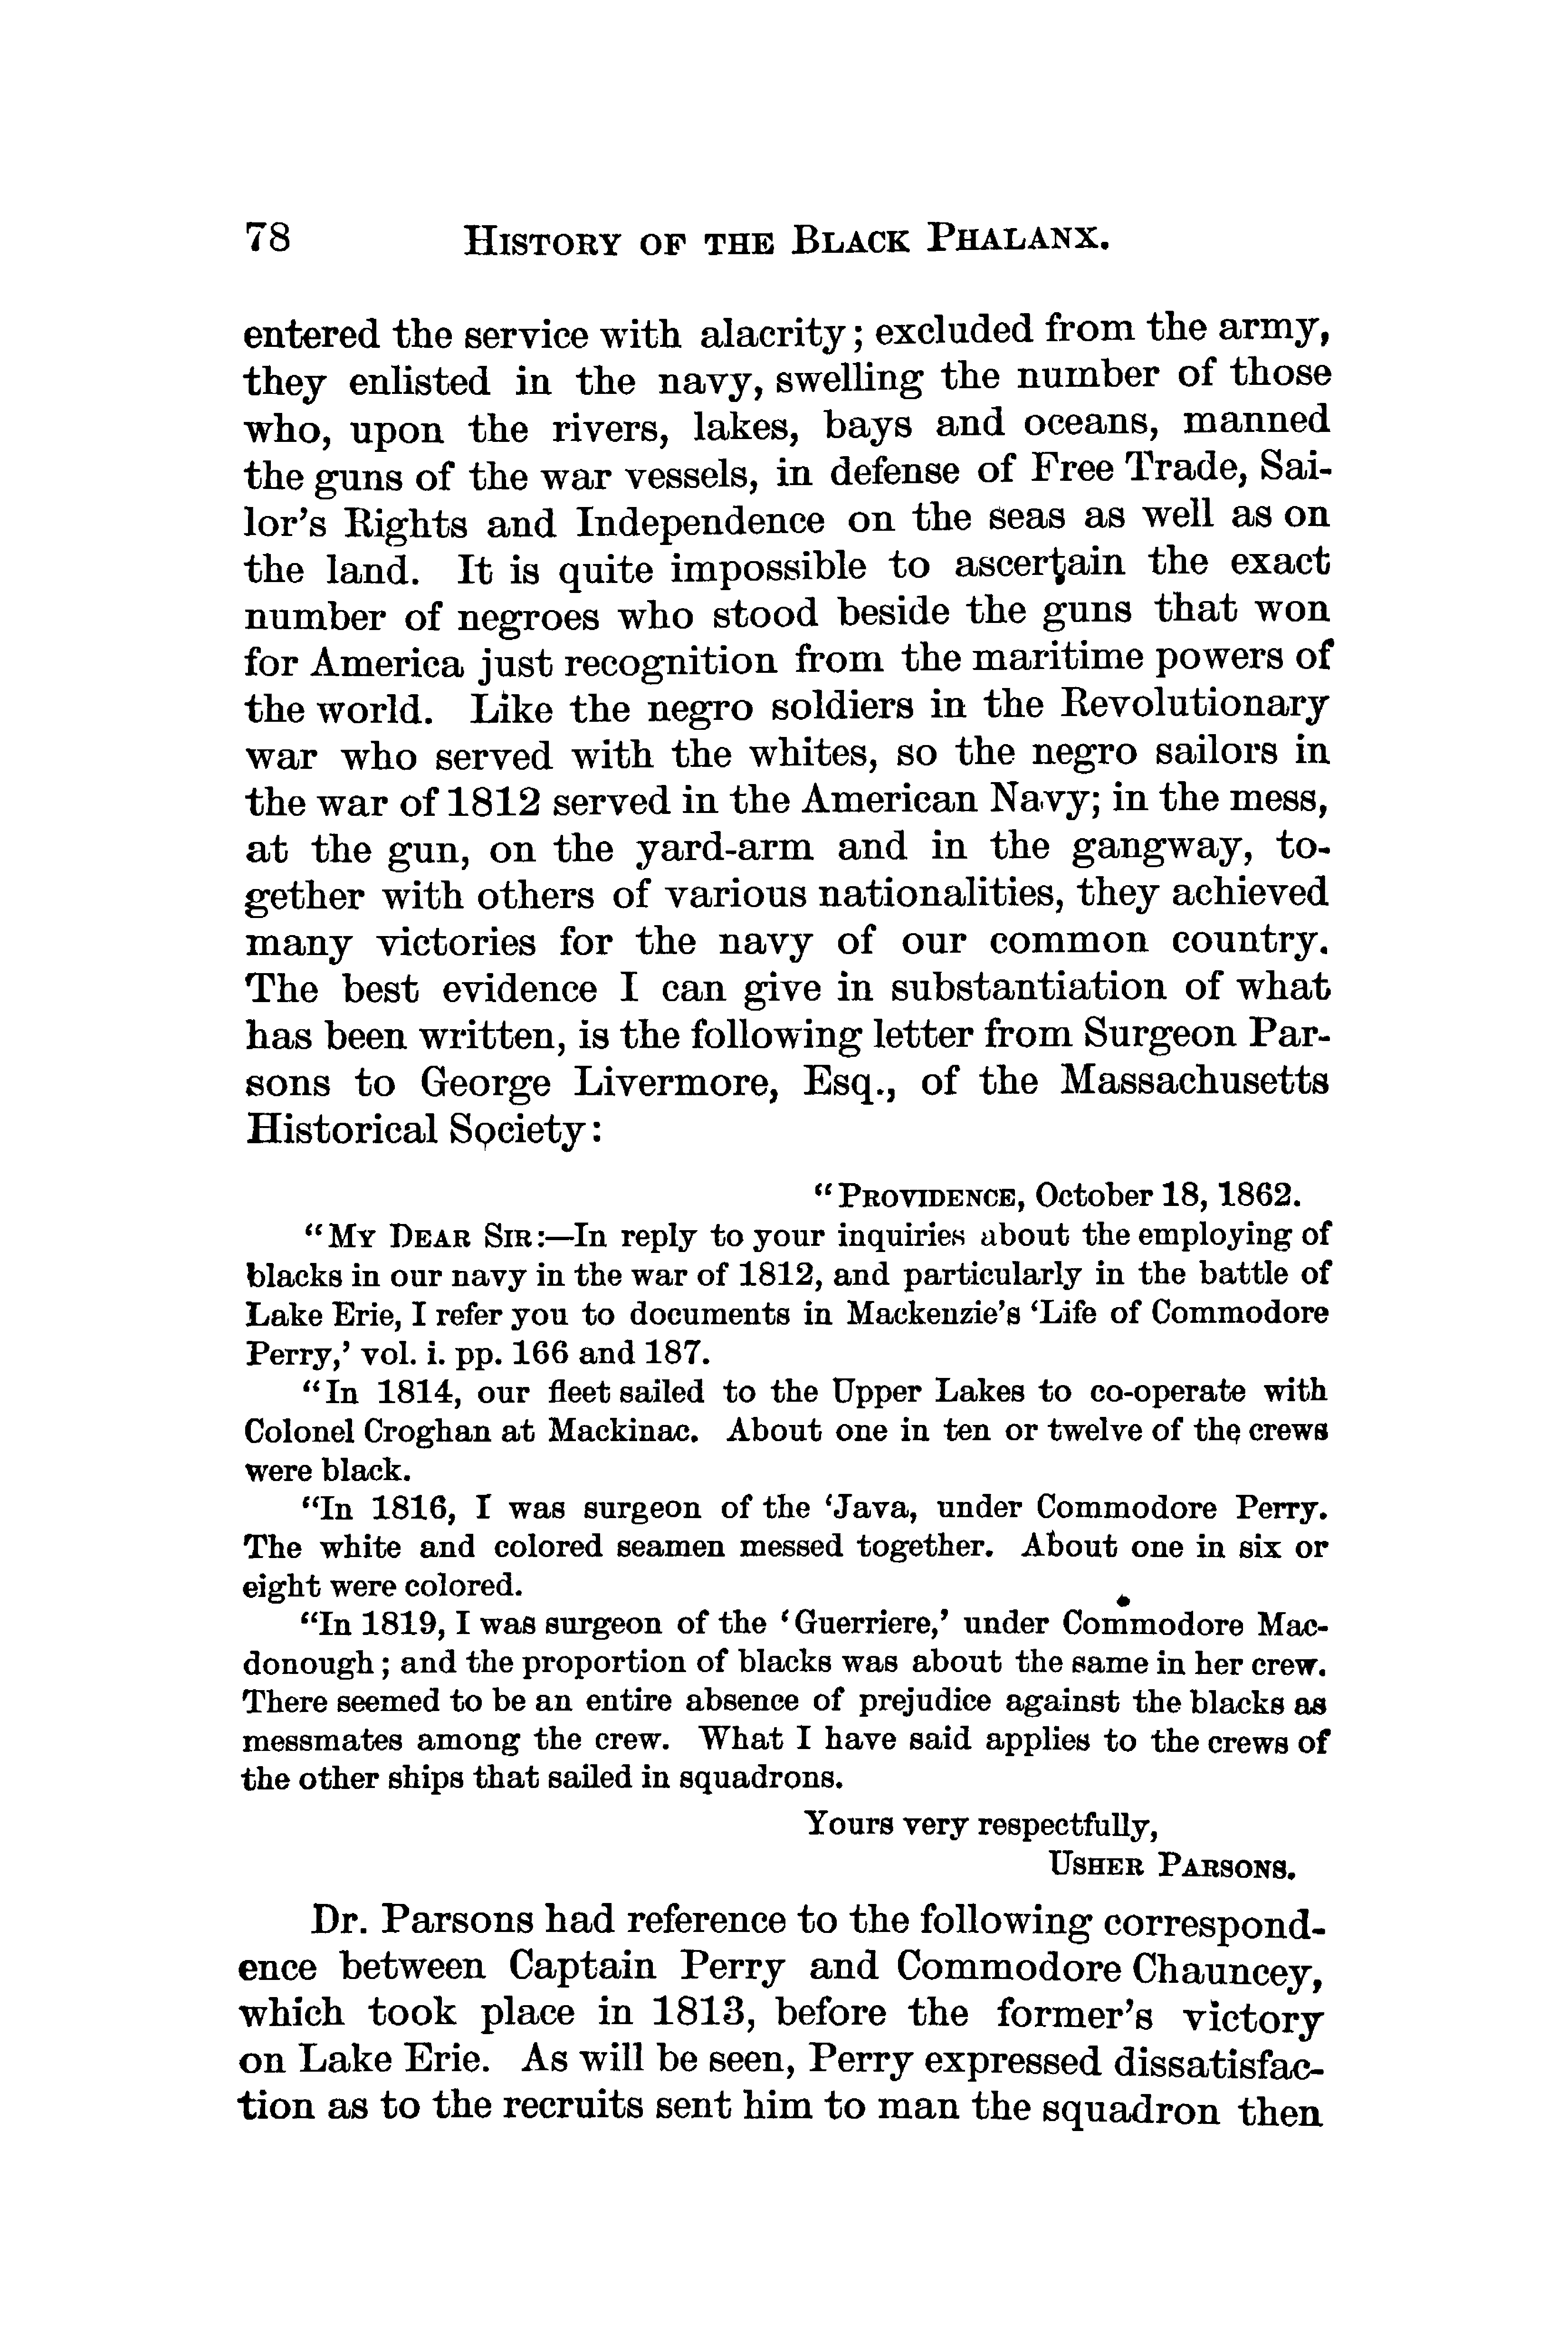 78 HISTORY OF THE BLACK PHALANX.
entered the service with alacrity; excluded from the army,
they enlisted in the navy, swelling the number of those
who, upon the rivers, lakes, bays and oceans, manned
the guns of the war vessels, in defense of Free Trade, Sai-
lor's Rights and Independence on the seas as well as on
the land. It is quite impossible to ascertain the exact
number of negroes who stood beside the guns that won
for America just recognition from the maritime powers of
the world. Like the negro soldiers in the Revolutionary
war who served with the whites, so the negro sailors in
the war of 1812 served in the American Navy; in the mess,
at the gun, on the yard-arm and in the gangway, to-
gether with others of various nationalities, they achieved
many victories for the navy of our common country.
The best evidence I can give in substantiation of what
has been written, is the following letter from Surgeon Par-
sons to George Livermore, Esq., of the Massachusetts
Historical Society:
"PROVIDENCE, October 18, 1862.
"MY DEAR SIR:—In reply to your inquiries about the employing of
blacks in our navy in the war of 1812, and particularly in the battle of
Lake Erie, I refer you to documents in Mackenzie's 'Life of Commodore
Perry,' vol. i. pp. 166 and 187.
"In 1814, our fleet sailed to the Upper Lakes to co-operate with
Colonel Croghan at Mackinac. About one in ten or twelve of the crews
were black.
"In 1816, I was surgeon of the 'Java, under Commodore Perry.
The white and colored seamen messed together. About one in six or
eight were colored.
"In 1819, I was surgeon of the 'Guerriere,' under Commodore Mac-
donough; and the proportion of blacks was about the same in her crew.
There seemed to be an entire absence of prejudice against the blacks as
messmates among the crew. What I have said applies to the crews of
the other ships that sailed in squadrons.
Yours very respectfully,
USHER PARSONS.
Dr. Parsons had reference to the following correspond-
ence between Captain Perry and Commodore Chauncey,
which took place in 1813, before the former's victory
on Lake Erie. As will be seen, Perry expressed dissatisfac-
tion as to the recruits sent him to man the squadron then